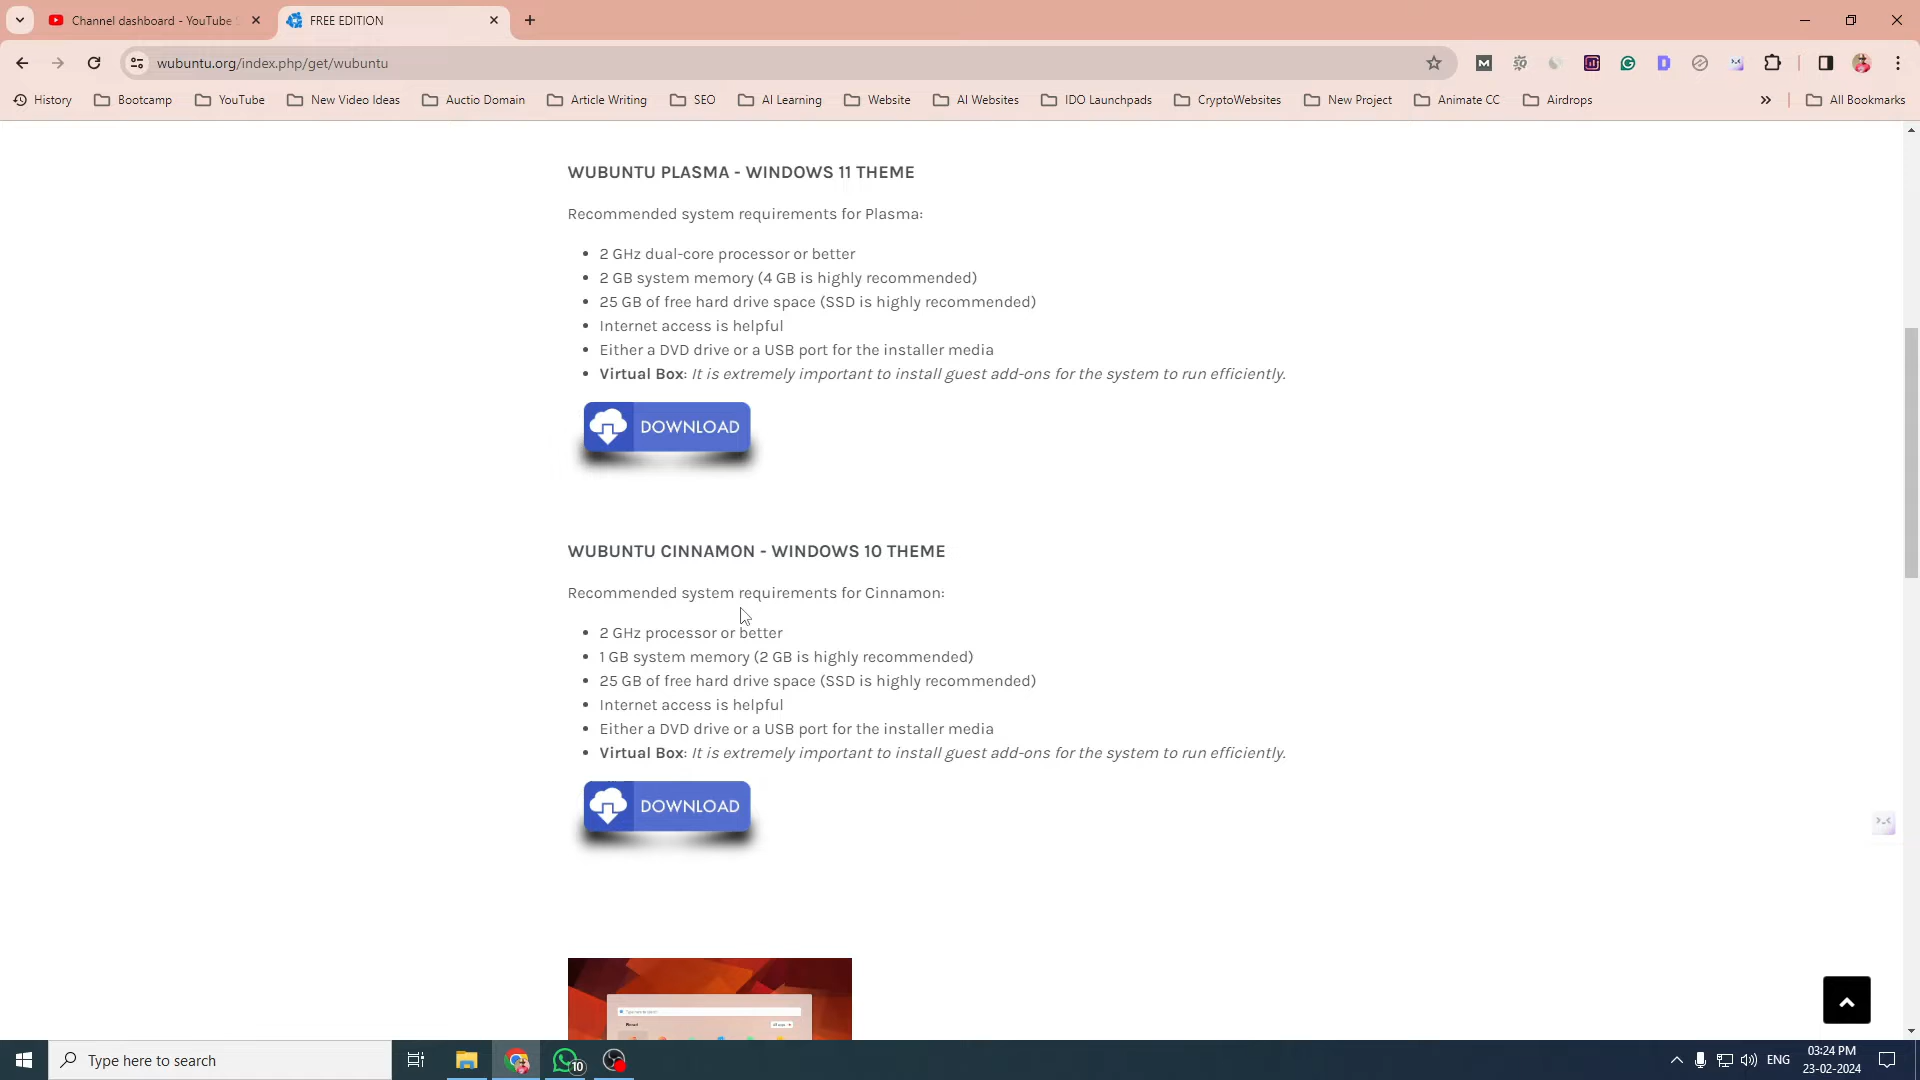 Channel dashboard - YouTube
FREE EDITION
wubuntu.org/index.php/get/wubuntu
History
Bootcamp
YouTube
New Video Ideas
Auctio Domain
Article Writing
SEO
AI Learning
Website
AI Websites
IDO Launchpads
CryptoWebsites
New Project
Animate CC
Airdrops
»
All Bookmarks
WUBUNTU PLASMA - WINDOWS 11 THEME
Recommended system requirements for Plasma:
• 2 GHz dual-core processor or better
• 2 GB system memory (4 GB is highly recommended)
• 25 GB of free hard drive space (SSD is highly recommended)
• Internet access is helpful
• Either a DVD drive or a USB port for the installer media
• Virtual Box: It is extremely important to install guest add-ons for the system to run efficiently.
DOWNLOAD
WUBUNTU CINNAMON - WINDOWS 10 THEME
Recommended system requirements for Cinnamon:
• 2 GHz processor or better
• 1 GB system memory (2 GB is highly recommended)
• 25 GB of free hard drive space (SSD is highly recommended)
• Internet access is helpful
• Either a DVD drive or a USB port for the installer media
• Virtual Box: It is extremely important to install guest add-ons for the system to run efficiently.
DOWNLOAD
Type here to search
10
ENG
03:24 PM
23-02-2024